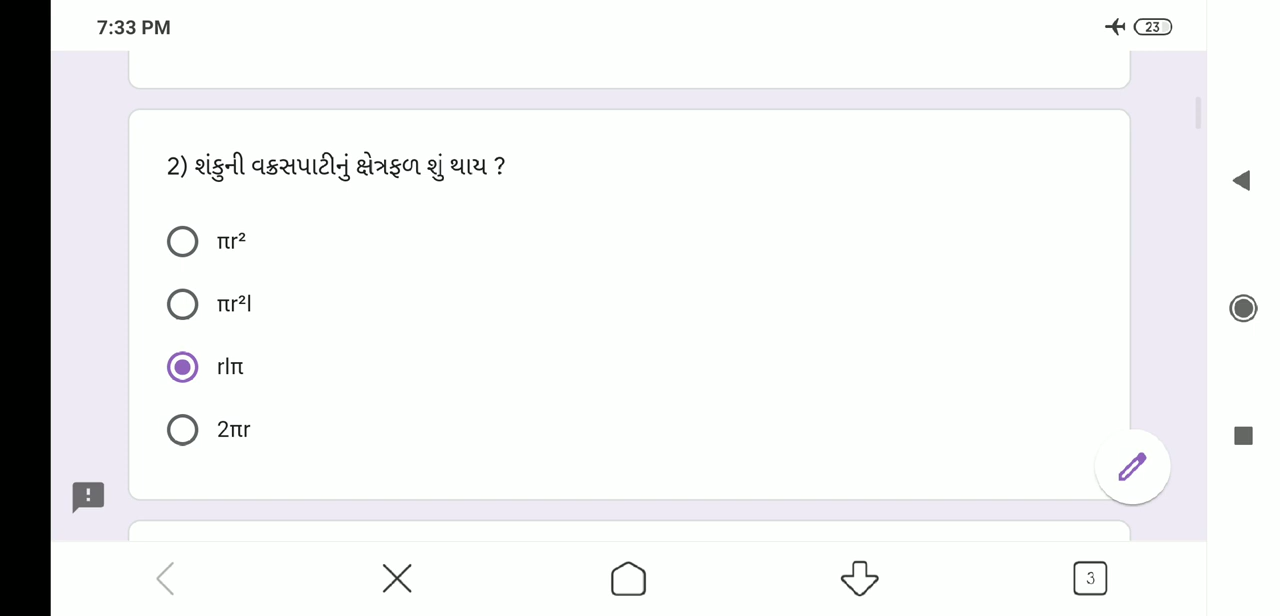 7:33 PM
23
2) શંકુની વક્રસપાટીનું ક્ષેત્રફળ શું થાય ?
πr²
πr²l
rlπ
2πr
3